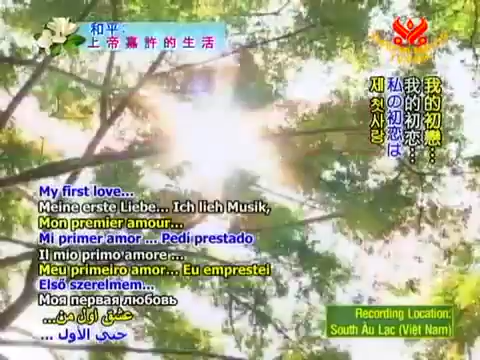 和平:
上帝嘉許的生活
我的初戀...
我的初恋...
私の初恋は
제 첫사랑
My first love...
Meine erste Liebe... Ich lieh Musik,
Mon premier amour...
Mi primer amor ... Pedí prestado
Il mio primo amore ...
Meu primeiro amor... Eu emprestei
Első szerelmem...
Моя первая любовь
عشق اول من...
حبي الأول ...
Recording Location:
South Âu Lạc (Việt Nam)